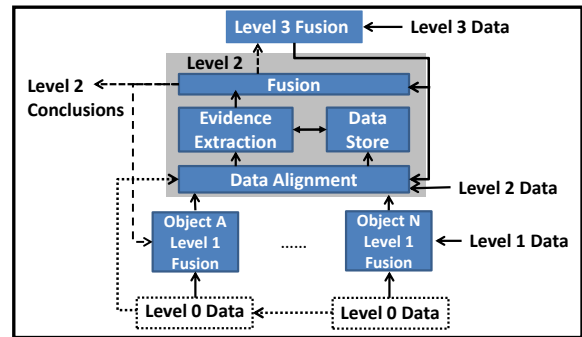 Level 3 Fusion
Level 3 Data
Level 2
Fusion
Level 2
Conclusions
Evidence
Extraction
Data
Store
Data Alignment
Level 2 Data
Object A
Level 1
Fusion
......
Object N
Level 1
Fusion
Level 1 Data
Level 0 Data
Level 0 Data